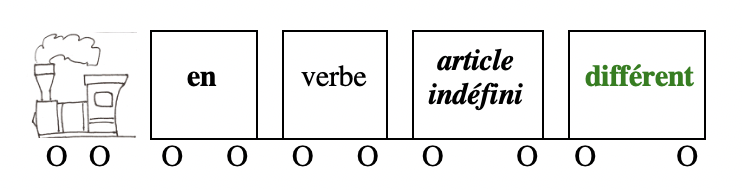 en
verbe
article
indéfini
différent
O O O O O O O O O O